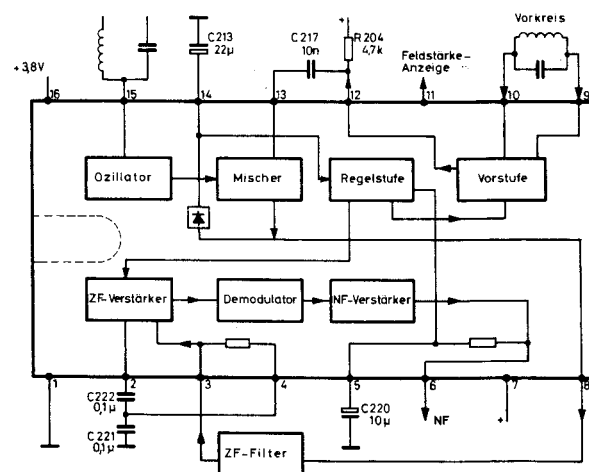 C213
22µ
C217
10n
+
R204
4,7k
Vorkreis
Feldstärke-
Anzeige
+3,8V
16
15
14
13
12
11
10
9
Ozillator
Mischer
Regelstufe
Vorstufe
ZF-Verstärker
Demodulator
NF-Verstärker
1
2
3
4
5
6
7
8
C222
0,1µ
C221
0,1µ
C220
10µ
NF
+
ZF-Filter